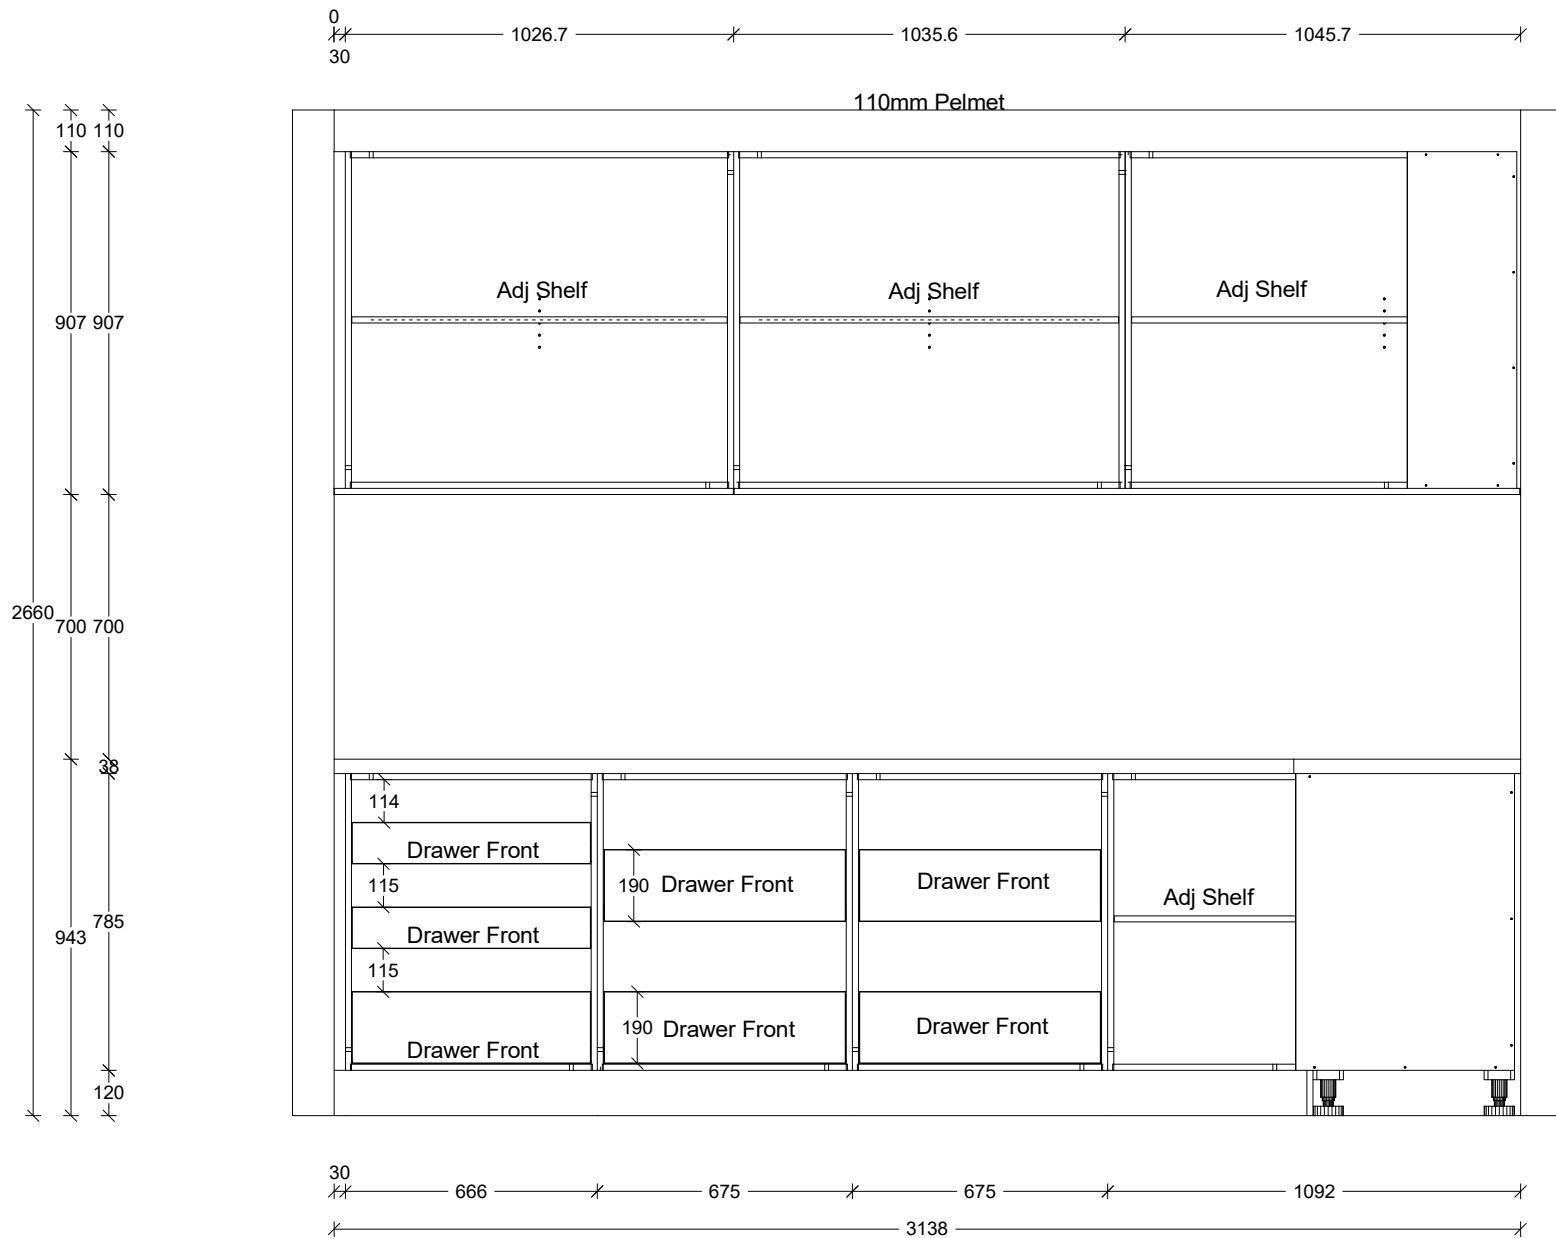 0
1026.7
1035.6
1045.7
30
110mm Pelmet
110
110
Adj Shelf
Adj Shelf
Adj Shelf
907
907
2660
700
700
38
114
Drawer Front
115
190
Drawer Front
Drawer Front
Adj Shelf
943
785
Drawer Front
115
190
Drawer Front
Drawer Front
Drawer Front
120
30
666
675
675
1092
3138